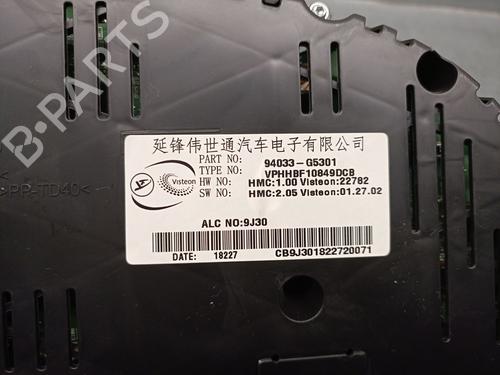 B-PARTS
延锋伟世通汽车电子有限公司
PART NO: 94033-G5301
TYPE NO: VPHHBF10849DCB
HW NO: HMC:1.00 Visteon:22782
SW NO: HMC:2.05 Visteon:01.27.02
Visteon
ALC NO:9J30
DATE: 18227 CB9J301822720071
>PP-TD40<